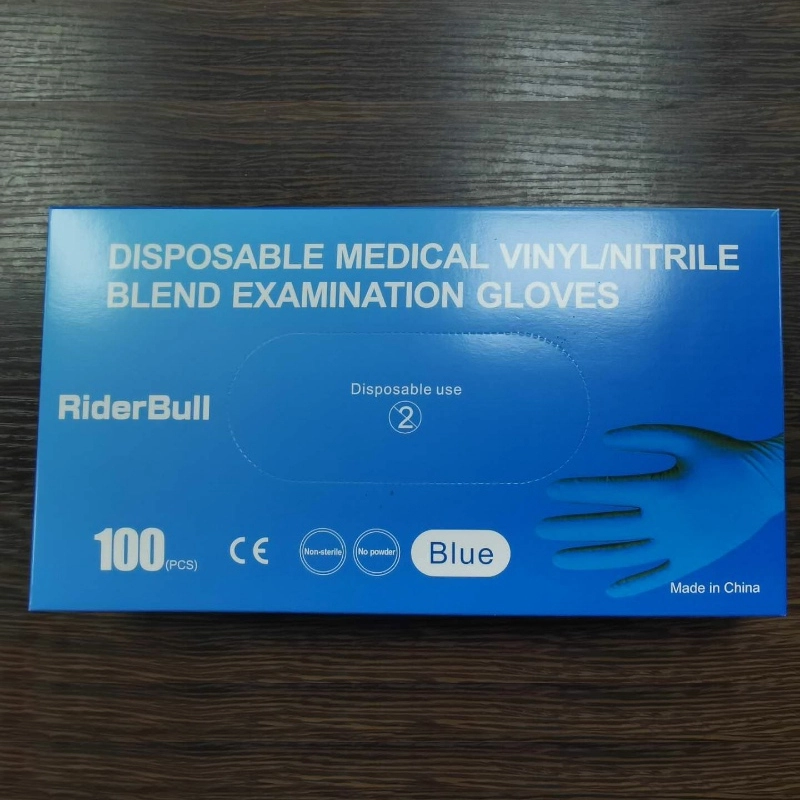 DISPOSABLE MEDICAL VINYL/NITRILE
BLEND EXAMINATION GLOVES
Disposable use
2
RiderBull
100 (PCS)
CE
Non-sterile
No powder
Blue
Made in China